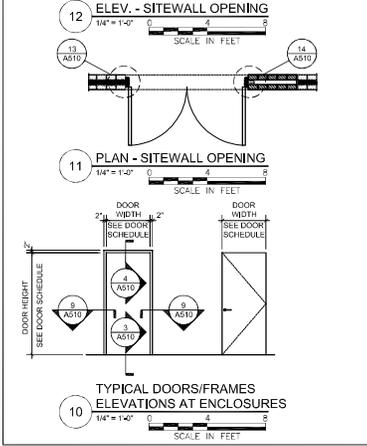 12
ELEV. - SITEWALL OPENING
1/4" = 1'-0"
0 4 8
SCALE IN FEET
13
A510
14
A510
11
PLAN - SITEWALL OPENING
1/4" = 1'-0"
0 4 8
SCALE IN FEET
DOOR
WIDTH
2" 2"
SEE DOOR
SCHEDULE
DOOR
WIDTH
SEE DOOR
SCHEDULE
2"
DOOR HEIGHT
SEE DOOR SCHEDULE
4
A510
9
A510
9
A510
3
A510
TYPICAL DOORS/FRAMES
10
ELEVATIONS AT ENCLOSURES
1/4" = 1'-0"
0 4 8
SCALE IN FEET